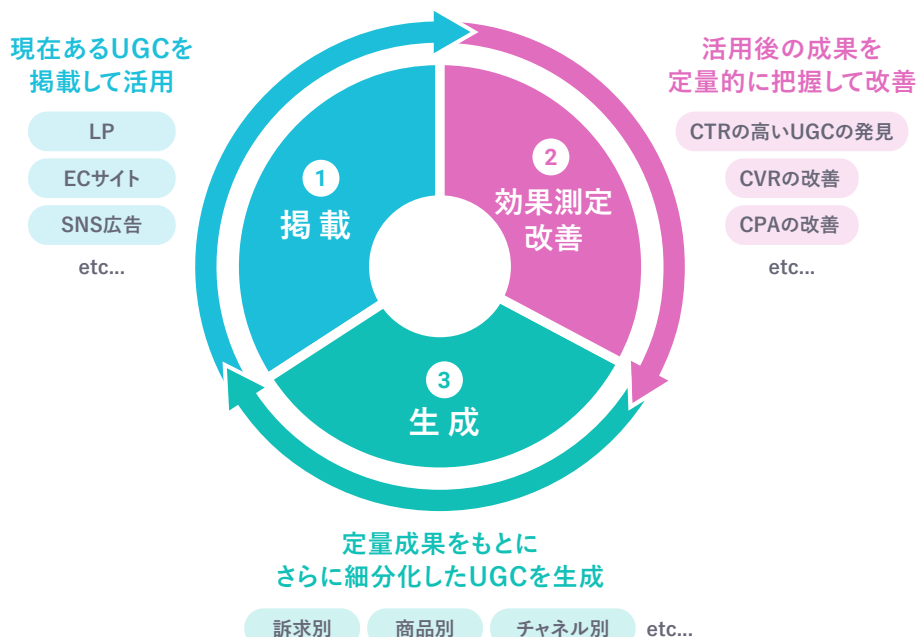 現在あるUGCを
掲載して活用
LP
ECサイト
SNS広告
etc...
1
掲載
活用後の成果を
定量的に把握して改善
CTRの高いUGCの発見
CVRの改善
CPAの改善
etc...
2
効果測定
改善
3
生成
定量成果をもとに
さらに細分化したUGCを生成
訴求別 商品別 チャネル別 etc...